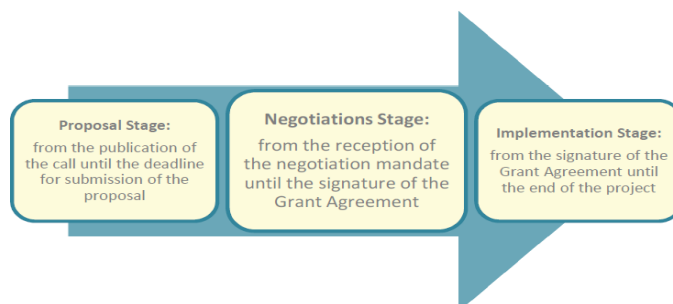 Proposal Stage:
from the publication of
the call until the deadline
for submission of the
proposal
Negotiations Stage:
from the reception of
the negotiation mandate
until the signature of the
Grant Agreement
Implementation Stage:
from the signature of the
Grant Agreement until
the end of the project